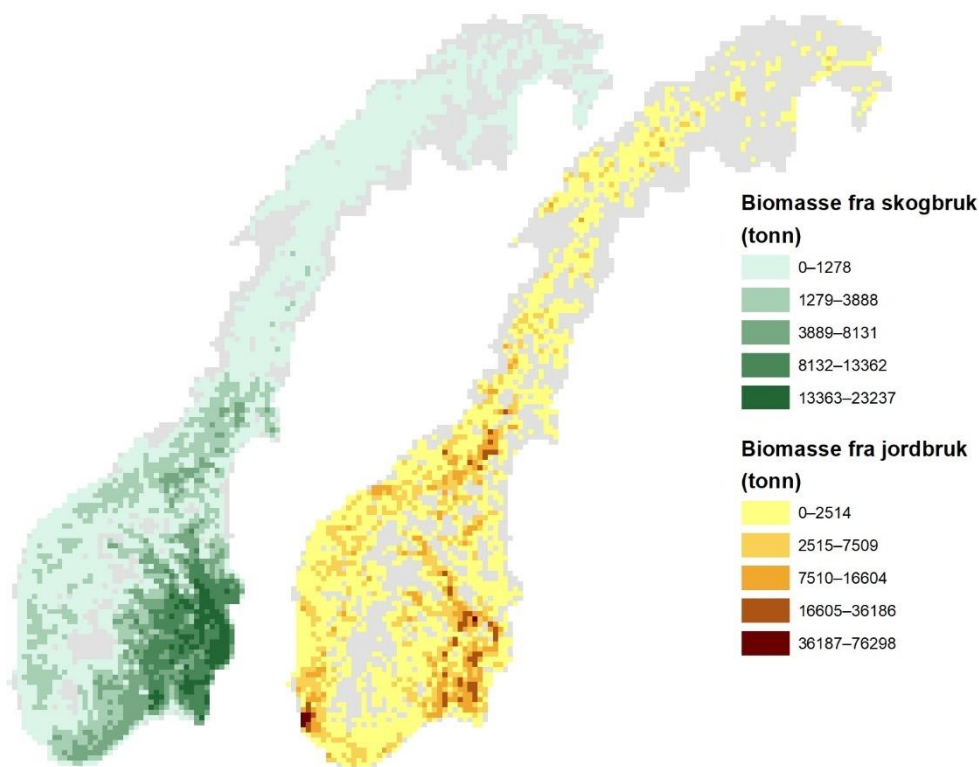 Biomasse fra skogbruk
(tonn)
0–1278
1279–3888
3889–8131
8132–13362
13363–23237
Biomasse fra jordbruk
(tonn)
0–2514
2515–7509
7510–16604
16605–36186
36187–76298